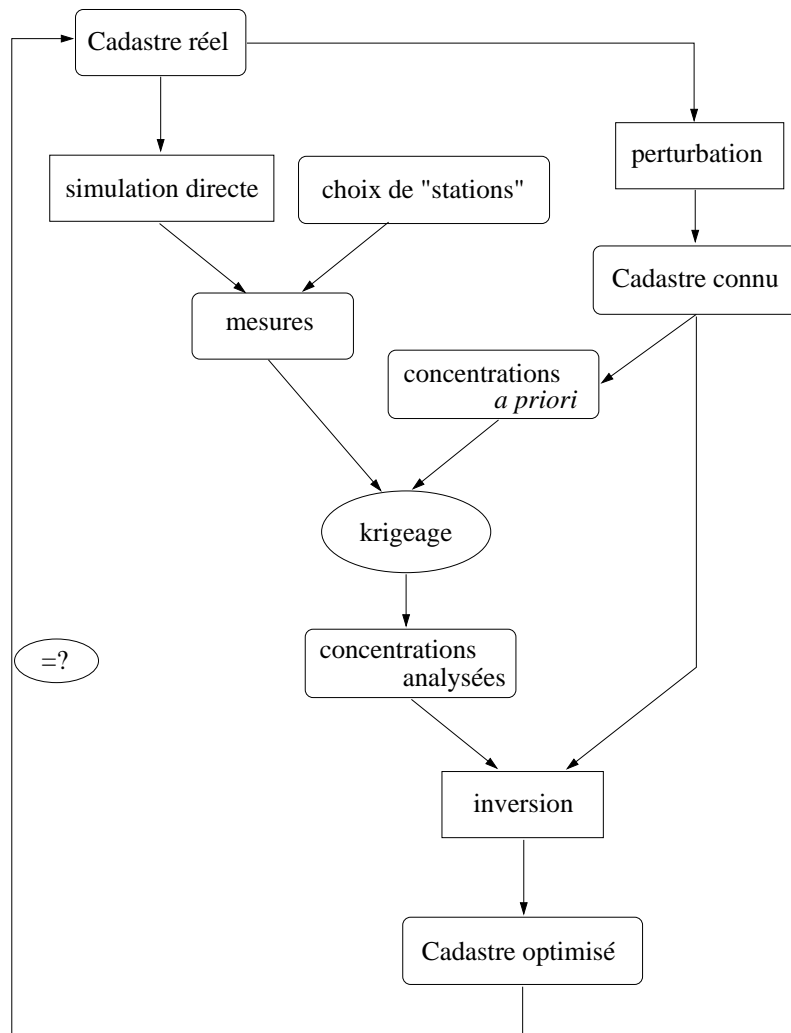 Cadastre réel
perturbation
simulation directe
choix de "stations"
Cadastre connu
mesures
concentrations
a priori
krigeage
concentrations
analysées
=?
inversion
Cadastre optimisé